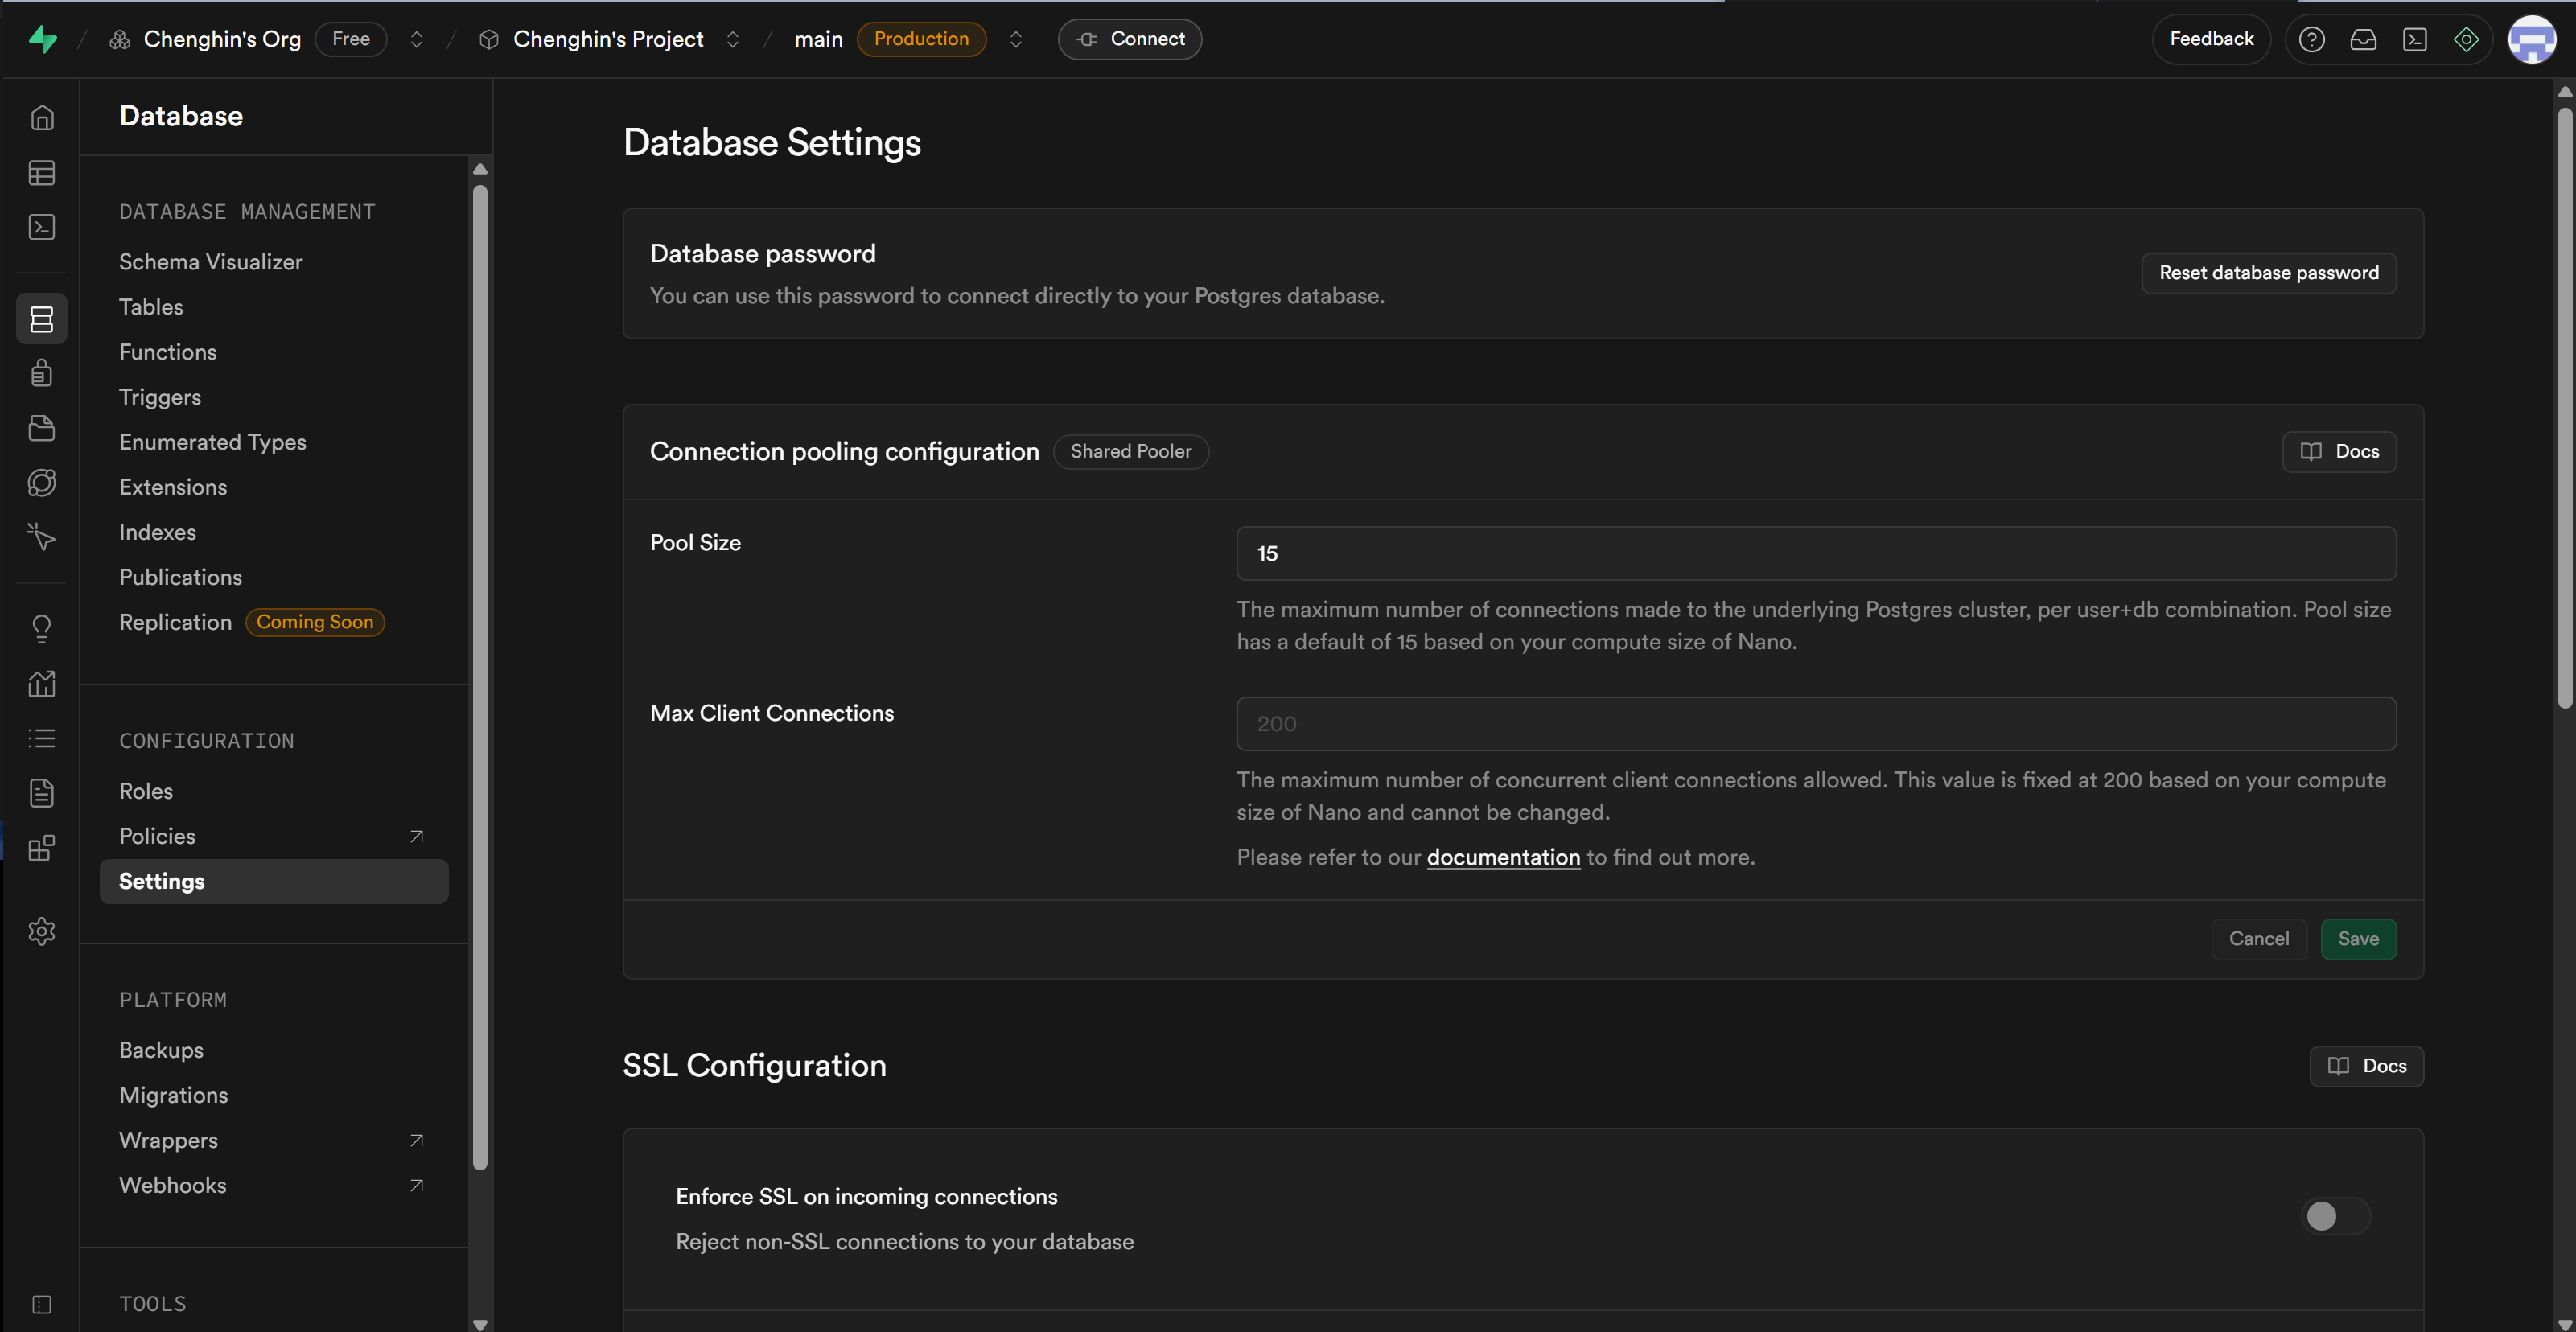 Chenghin's Org Free Chenghin's Project main Production Connect Feedback
Database
DATABASE MANAGEMENT
Schema Visualizer
Tables
Functions
Triggers
Enumerated Types
Extensions
Indexes
Publications
Replication Coming Soon
CONFIGURATION
Roles
Policies
Settings
PLATFORM
Backups
Migrations
Wrappers
Webhooks
TOOLS
Database Settings
Database password
You can use this password to connect directly to your Postgres database.
Reset database password
Connection pooling configuration Shared Pooler Docs
Pool Size
15
The maximum number of connections made to the underlying Postgres cluster, per user+db combination. Pool size
has a default of 15 based on your compute size of Nano.
Max Client Connections
200
The maximum number of concurrent client connections allowed. This value is fixed at 200 based on your compute
size of Nano and cannot be changed.
Please refer to our documentation to find out more.
Cancel Save
SSL Configuration Docs
Enforce SSL on incoming connections
Reject non-SSL connections to your database